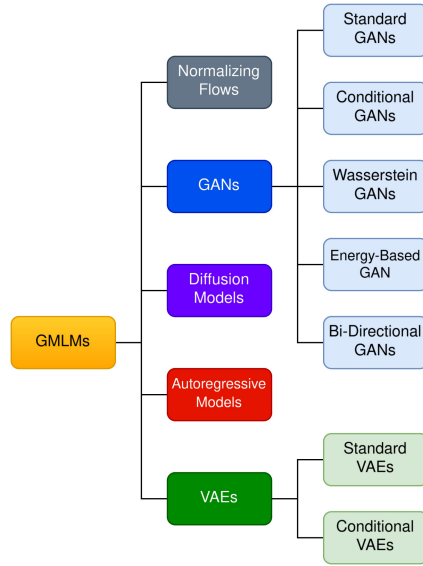 GMLMs
Normalizing
Flows
GANs
Diffusion
Models
Autoregressive
Models
VAEs
Standard
GANs
Conditional
GANs
Wasserstein
GANs
Energy-Based
GAN
Bi-Directional
GANs
Standard
VAEs
Conditional
VAEs